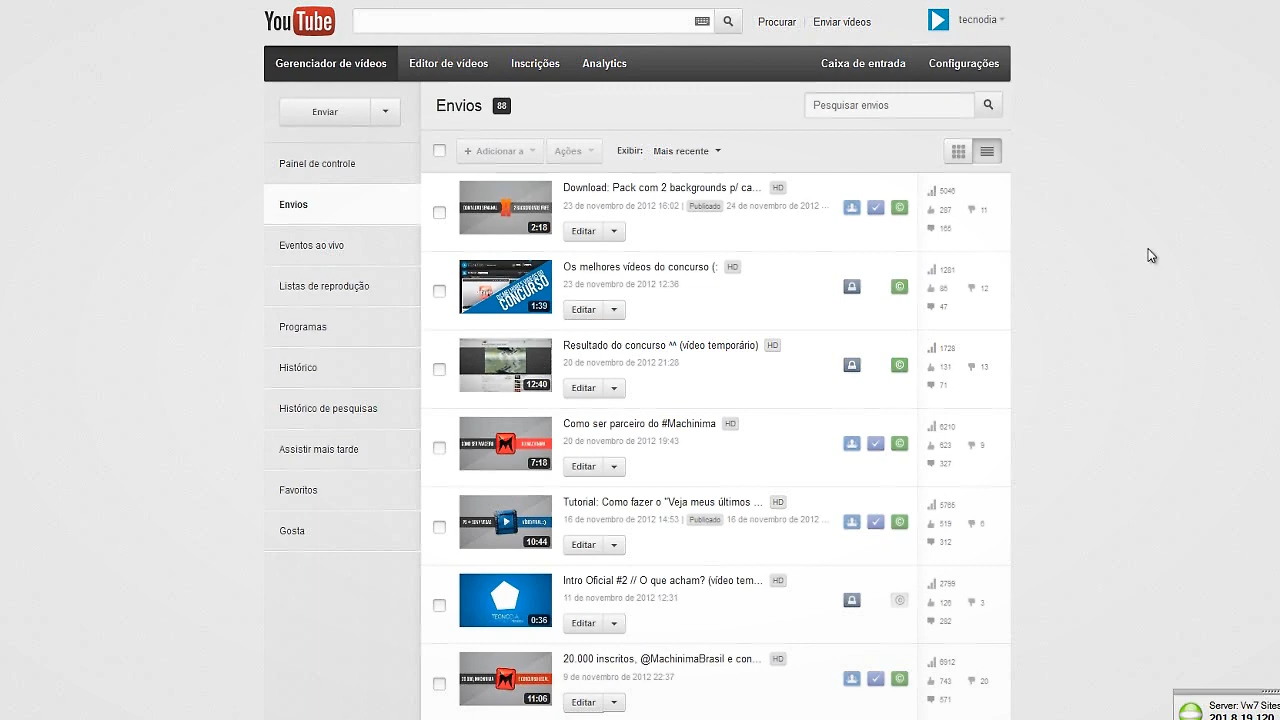 YouTube
Procurar
Enviar vídeos
tecnodia
Gerenciador de vídeos
Editor de vídeos
Inscrições
Analytics
Caixa de entrada
Configurações
Enviar
Envios 88
Pesquisar envios
Adicionar a
Ações
Exibir:
Mais recente
Painel de controle
Envios
Eventos ao vivo
Listas de reprodução
Programas
Histórico
Histórico de pesquisas
Assistir mais tarde
Favoritos
Gosta
2:18
Download: Pack com 2 backgrounds p/ ca... HD
23 de novembro de 2012 16:02 | Publicado 24 de novembro de 2012 ...
Editar
5046
287 11
CONCURSO
1:39
Os melhores vídeos do concurso (: HD
23 de novembro de 2012 12:36
Editar
1281
12
47
12:40
Resultado do concurso ^^ (vídeo temporário) HD
20 de novembro de 2012 21:28
Editar
1728
131 13
71
COMO SER PARCEIRO
7:18
Como ser parceiro do #Machinima HD
20 de novembro de 2012 19:43
Editar
6210
623 9
327
10:44
Tutorial: Como fazer o "Veja meus últimos ... HD
16 de novembro de 2012 14:53 | Publicado 16 de novembro de 2012 ...
Editar
5765
519 6
312
TECNODIA
0:36
Intro Oficial #2 // O que acham? (vídeo tem... HD
11 de novembro de 2012 12:31
Editar
126 3
282
11:06
20.000 inscritos, @MachinimaBrasil e con... HD
9 de novembro de 2012 22:37
Editar
8912
743 20
571
Server: Vw7 Sites